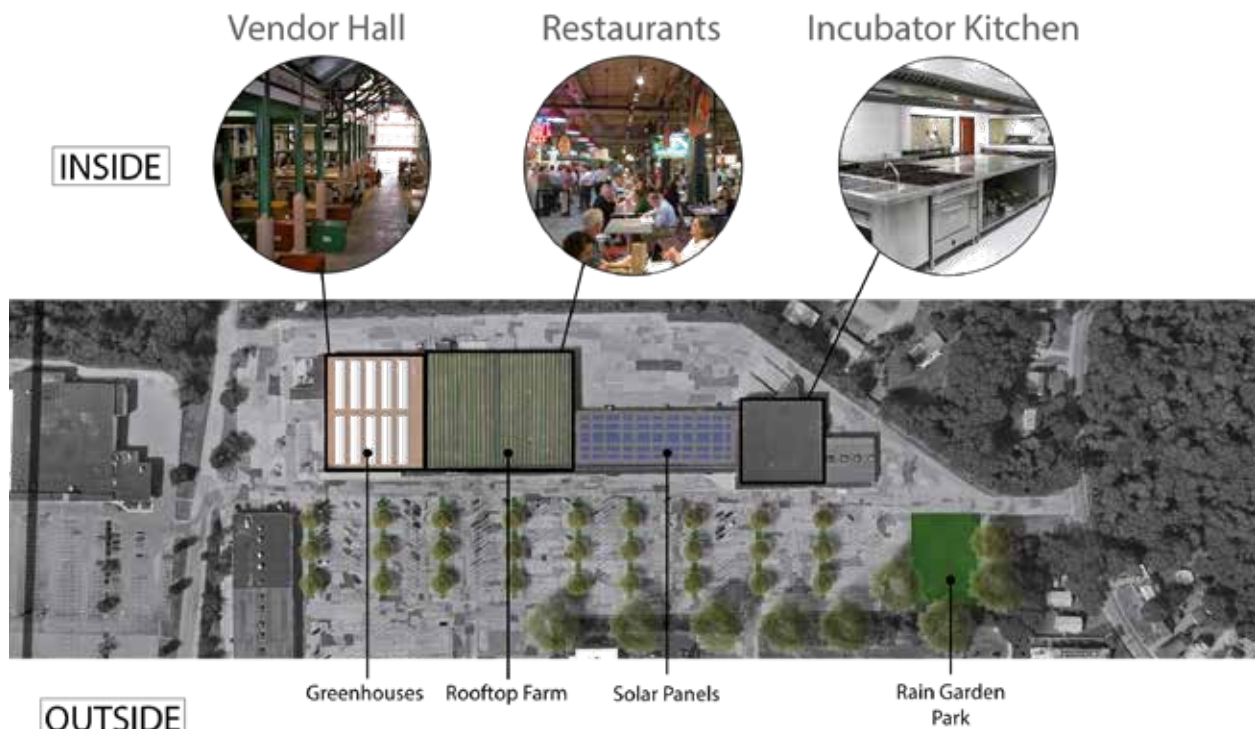 Vendor Hall
Restaurants
Incubator Kitchen
INSIDE
Greenhouses
Rooftop Farm
Solar Panels
Rain Garden
Park
OUTSIDE